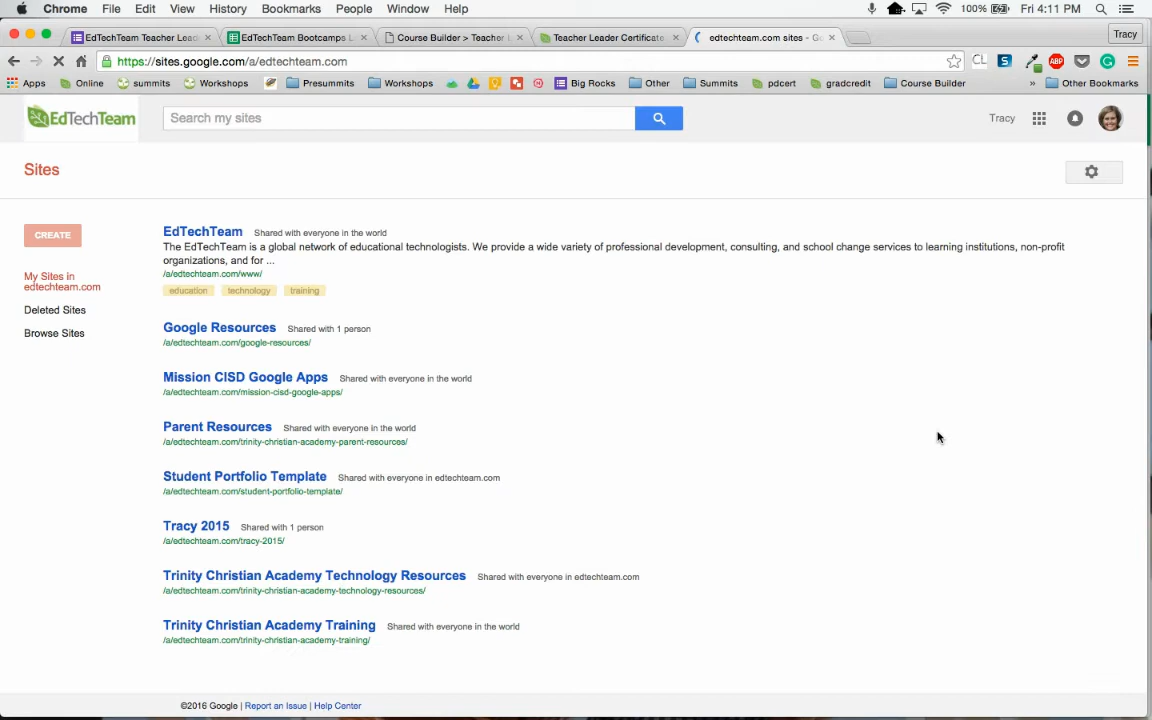 Chrome File Edit View History Bookmarks People Window Help 100% Fri 4:11 PM
EdTechTeam Teacher Lead × EdTechTeam Bootcamps L × Course Builder > Teacher L × Teacher Leader Certificate × edtechteam.com sites - Go × Tracy
https://sites.google.com/a/edtechteam.com CL S ABP G
Apps Online summits Workshops Presummits Workshops Big Rocks Other Summits pdcert gradcredit Course Builder » Other Bookmarks
EdTechTeam Search my sites Tracy
Sites
CREATE
My Sites in
edtechteam.com
Deleted Sites
Browse Sites
EdTechTeam Shared with everyone in the world
The EdTechTeam is a global network of educational technologists. We provide a wide variety of professional development, consulting, and school change services to learning institutions, non-profit
organizations, and for ...
/a/edtechteam.com/www/
education technology training
Google Resources Shared with 1 person
/a/edtechteam.com/google-resources/
Mission CISD Google Apps Shared with everyone in the world
/a/edtechteam.com/mission-cisd-google-apps/
Parent Resources Shared with everyone in the world
/a/edtechteam.com/trinity-christian-academy-parent-resources/
Student Portfolio Template Shared with everyone in edtechteam.com
/a/edtechteam.com/student-portfolio-template/
Tracy 2015 Shared with 1 person
/a/edtechteam.com/tracy-2015/
Trinity Christian Academy Technology Resources Shared with everyone in edtechteam.com
/a/edtechteam.com/trinity-christian-academy-technology-resources/
Trinity Christian Academy Training Shared with everyone in the world
/a/edtechteam.com/trinity-christian-academy-training/
©2016 Google | Report an Issue | Help Center